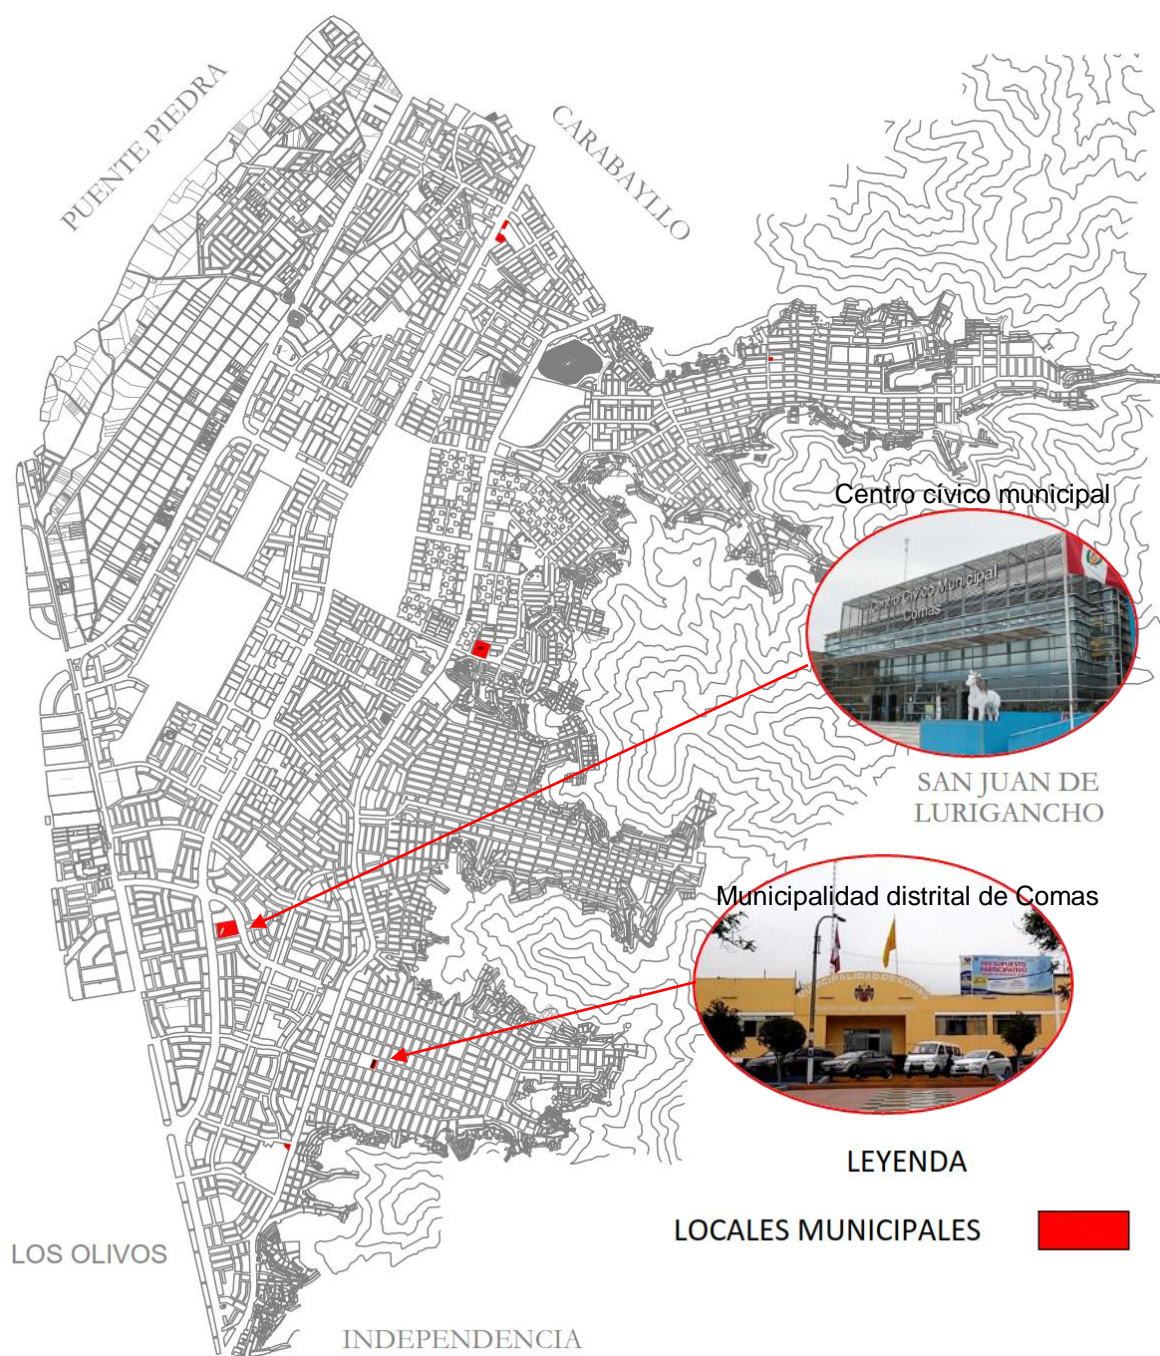 PUENTE PIEDRA
CARABAYLLO
Centro cívico municipal
Centro Cívico Municipal
Comas
SAN JUAN DE
LURIGANCHO
Municipalidad distrital de Comas
PRESUPUESTO
PARTICIPATIVO
MUNICIPALIDAD DE COMAS
LEYENDA
LOCALES MUNICIPALES
LOS OLIVOS
INDEPENDENCIA